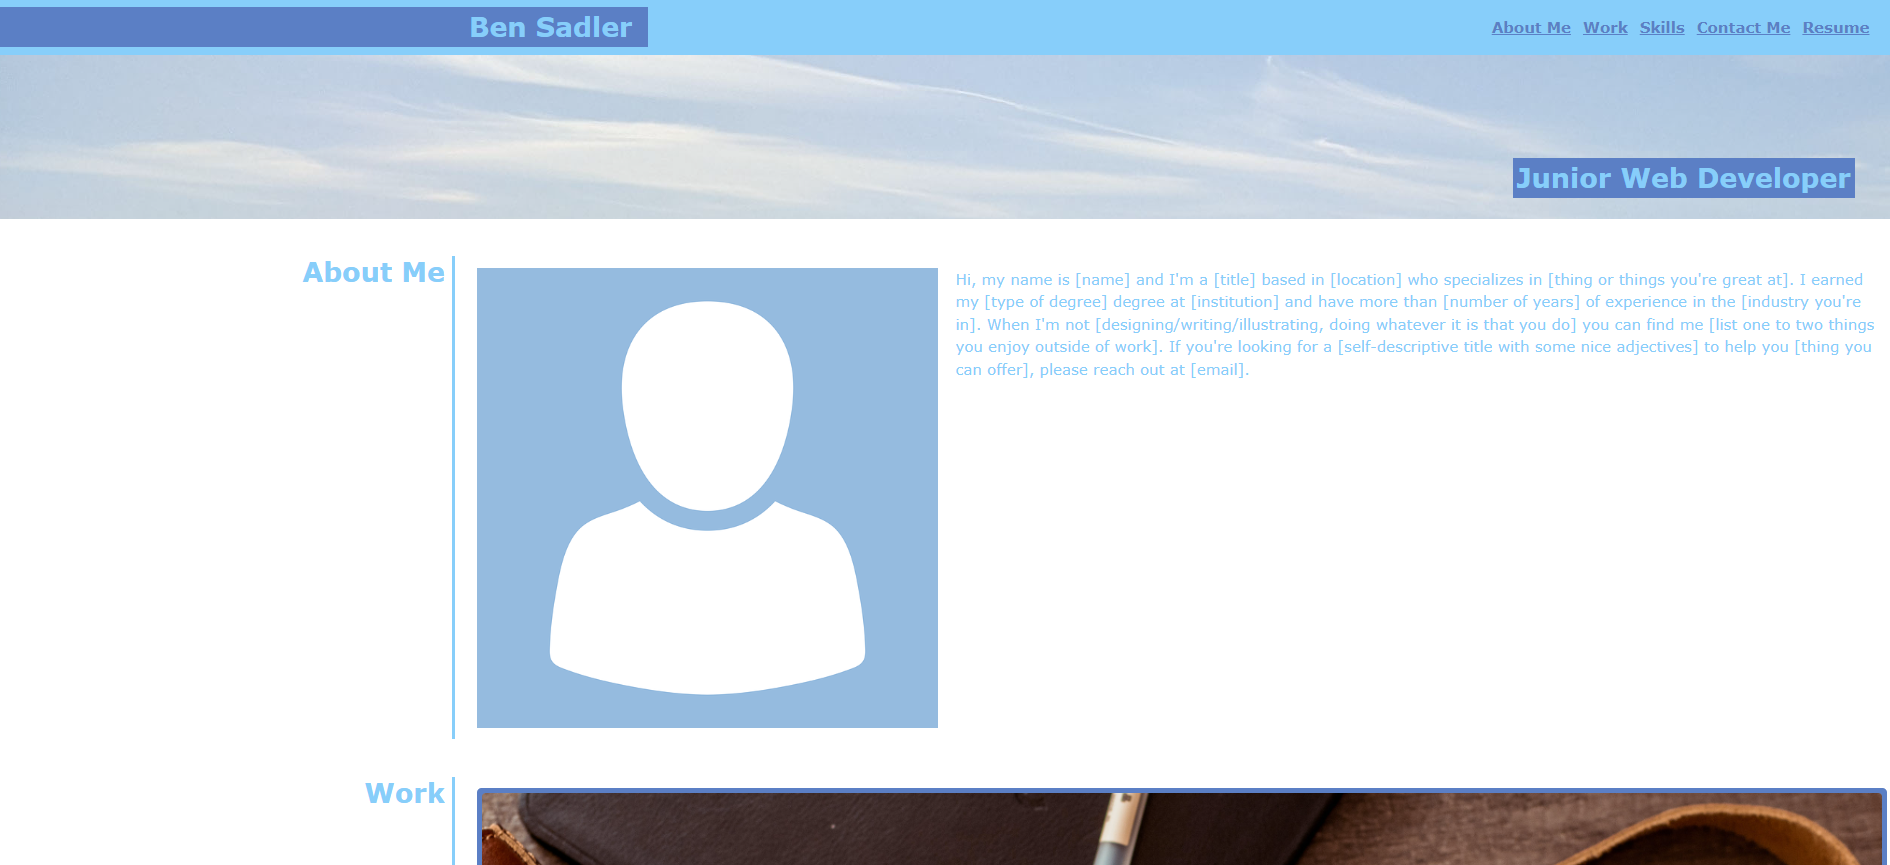 Ben Sadler
About Me Work Skills Contact Me Resume
Junior Web Developer
About Me
Hi, my name is [name] and I'm a [title] based in [location] who specializes in [thing or things you're great at]. I earned
my [type of degree] degree at [institution] and have more than [number of years] of experience in the [industry you're
in]. When I'm not [designing/writing/illustrating, doing whatever it is that you do] you can find me [list one to two things
you enjoy outside of work]. If you're looking for a [self-descriptive title with some nice adjectives] to help you [thing you
can offer], please reach out at [email].
Work